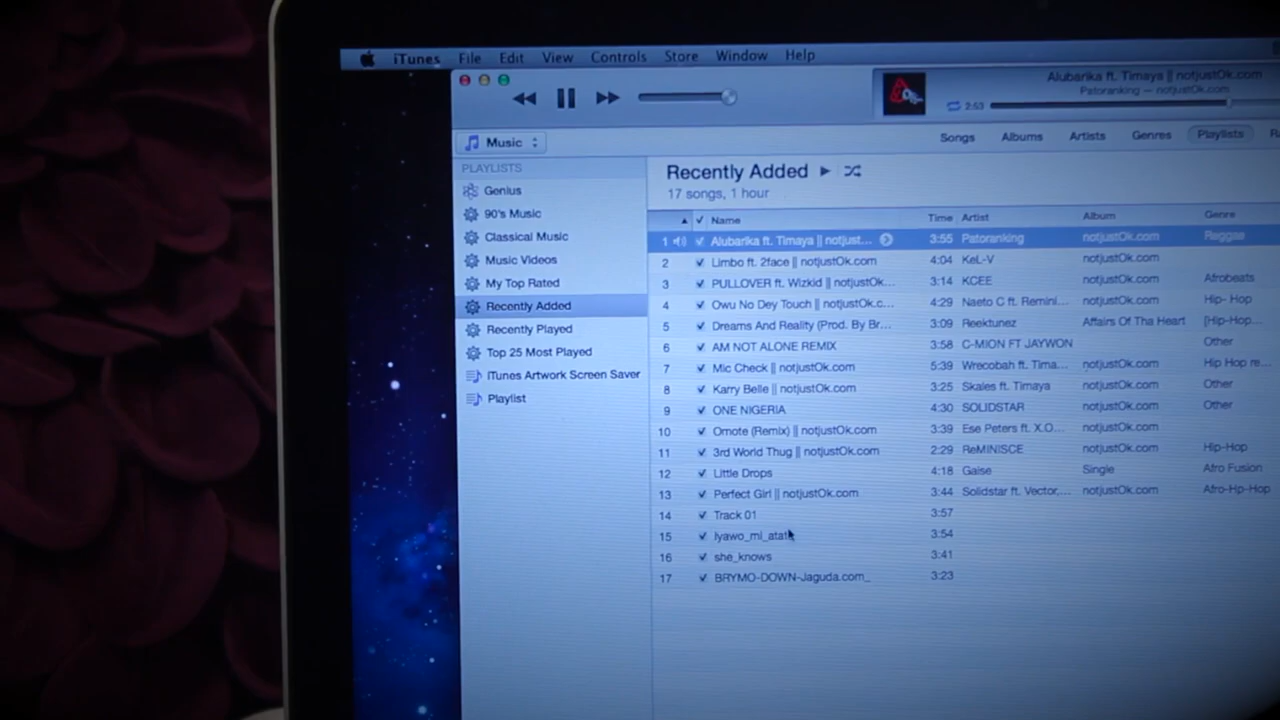 iTunes File Edit View Controls Store Window Help
Alubarika ft. Timaya || notjustOk.com
Patoranking — notjustOk.com
2:53
Music
Songs Albums Artists Genres Playlists
PLAYLISTS
Genius
90's Music
Classical Music
Music Videos
My Top Rated
Recently Added
Recently Played
Top 25 Most Played
iTunes Artwork Screen Saver
Playlist
Recently Added
17 songs, 1 hour
Name Time Artist Album Genre
1 Alubarika ft. Timaya || notjust... 3:55 Patoranking notjustOk.com Reggae
2 Limbo ft. 2face || notjustOk.com 4:04 KeL-V notjustOk.com
3 PULLOVER ft. Wizkid || notjustOk... 3:14 KCEE notjustOk.com Afrobeats
4 Owu No Dey Touch || notjustOk.c... 4:29 Naeto C ft. Remini... notjustOk.com Hip- Hop
5 Dreams And Reality (Prod. By Br... 3:09 Reektunez Affairs Of Tha Heart [Hip-Hop...
6 AM NOT ALONE REMIX 3:58 C-MION FT JAYWON Other
7 Mic Check || notjustOk.com 5:39 Wrecobah ft. Tima... notjustOk.com Hip Hop re...
8 Karry Belle || notjustOk.com 3:25 Skales ft. Timaya notjustOk.com Other
9 ONE NIGERIA 4:30 SOLIDSTAR notjustOk.com Other
10 Omote (Remix) || notjustOk.com 3:39 Ese Peters ft. X.O... notjustOk.com
11 3rd World Thug || notjustOk.com 2:29 ReMINISCE notjustOk.com Hip-Hop
12 Little Drops 4:18 Gaise Single Afro Fusion
13 Perfect Girl || notjustOk.com 3:44 Solidstar ft. Vector,... notjustOk.com Afro-Hp-Hop
14 Track 01 3:57
15 Iyawo_mi_atata 3:54
16 she_knows 3:41
17 BRYMO-DOWN-Jaguda.com_ 3:23